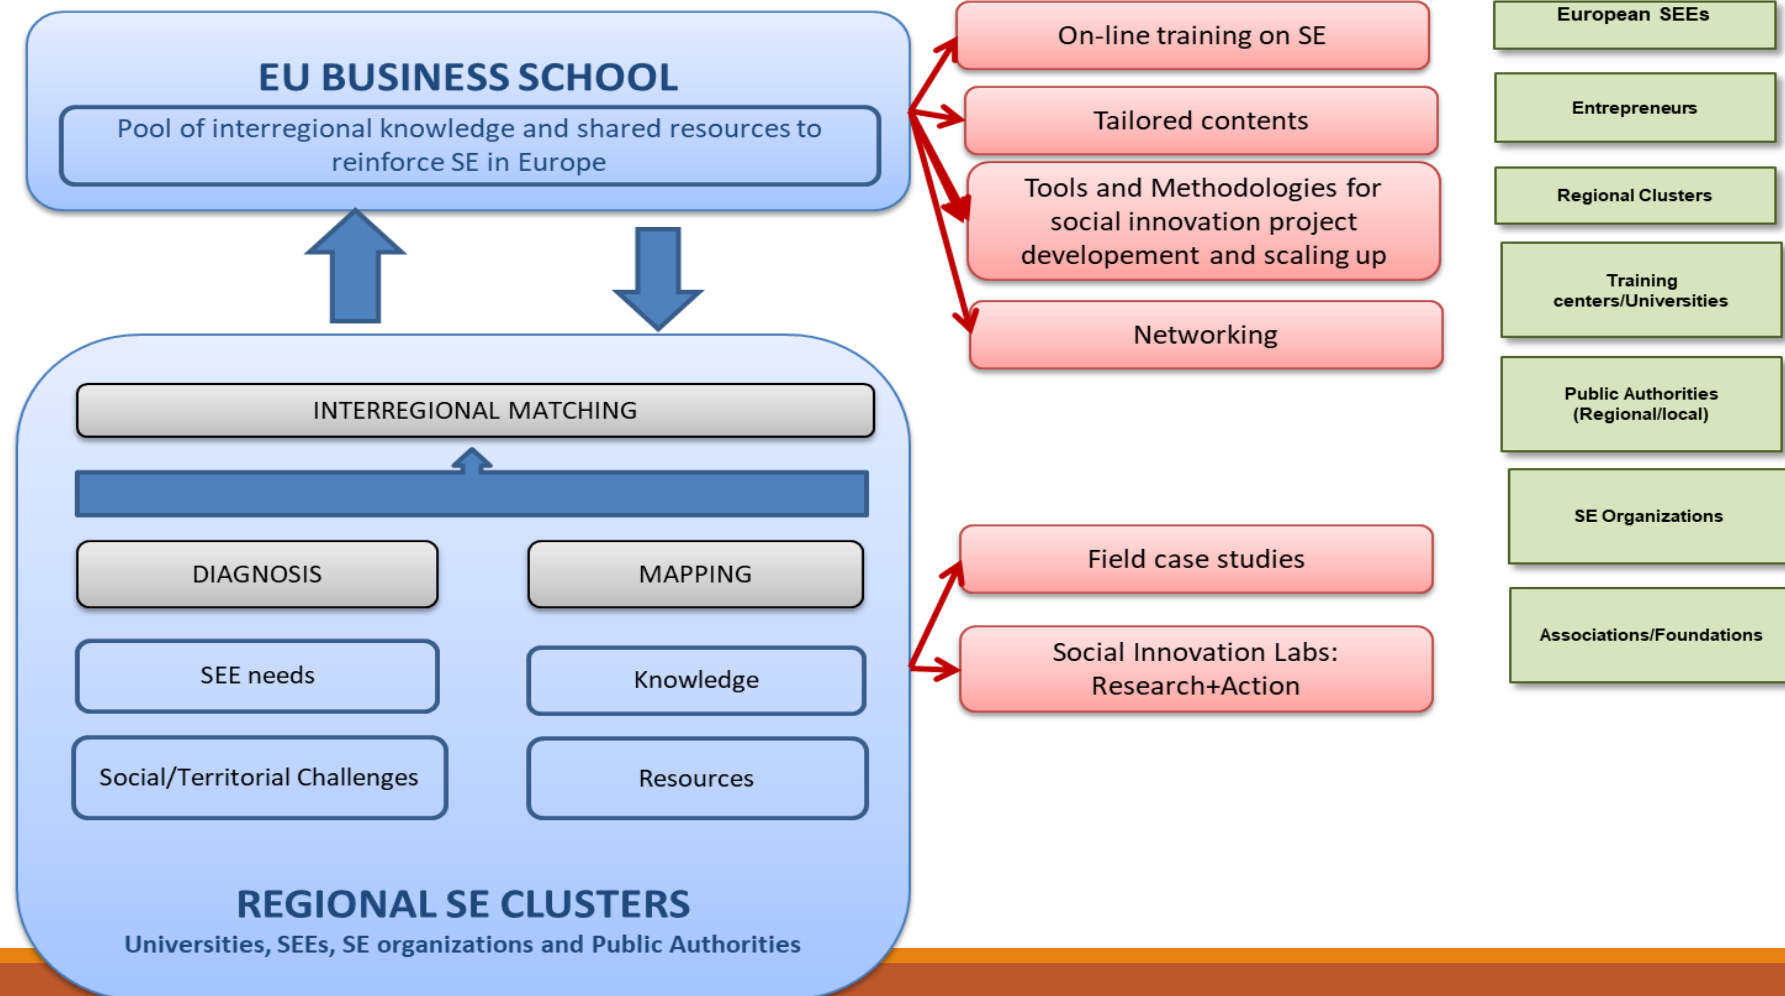 EU BUSINESS SCHOOL
Pool of interregional knowledge and shared resources to
reinforce SE in Europe
On-line training on SE
Tailored contents
Tools and Methodologies for
social innovation project
developement and scaling up
Networking
INTERREGIONAL MATCHING
DIAGNOSIS
MAPPING
SEE needs
Knowledge
Social/Territorial Challenges
Resources
REGIONAL SE CLUSTERS
Universities, SEEs, SE organizations and Public Authorities
Field case studies
Social Innovation Labs:
Research+Action
European SEEs
Entrepreneurs
Regional Clusters
Training
centers/Universities
Public Authorities
(Regional/local)
SE Organizations
Associations/Foundations